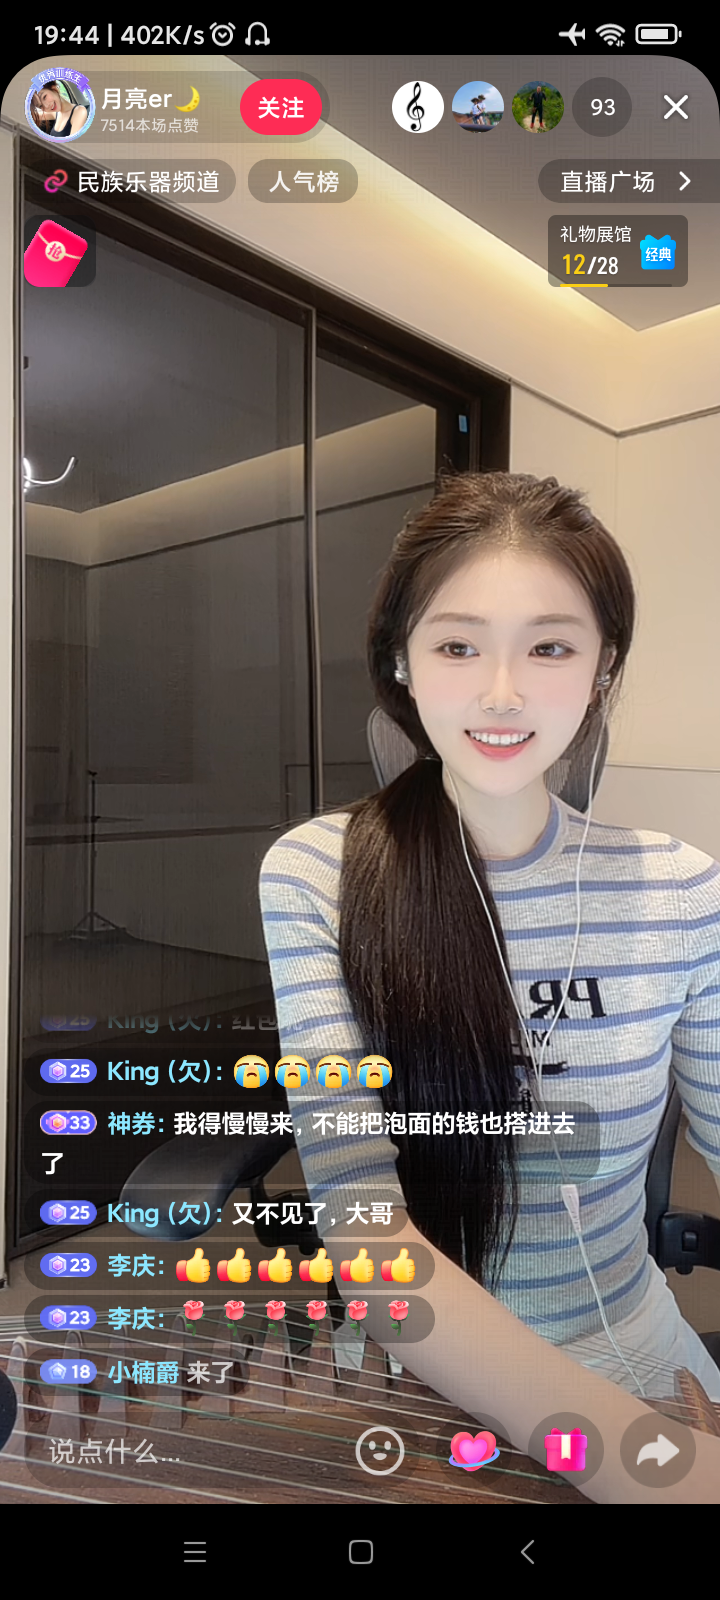 19:44 | 402K/s
月亮er🌙
7514本场点赞
关注
93
民族乐器频道
人气榜
直播广场
礼物展馆
12/28
经典
King (欠)：
25 King (欠)：😭😭😭😭
33 神券：我得慢慢来，不能把泡面的钱也搭进去
了
25 King (欠)：又不见了，大哥
23 李庆：👍👍👍👍👍👍
23 李庆：🌹🌹🌹🌹🌹🌹
18 小楠爵 来了
说点什么...